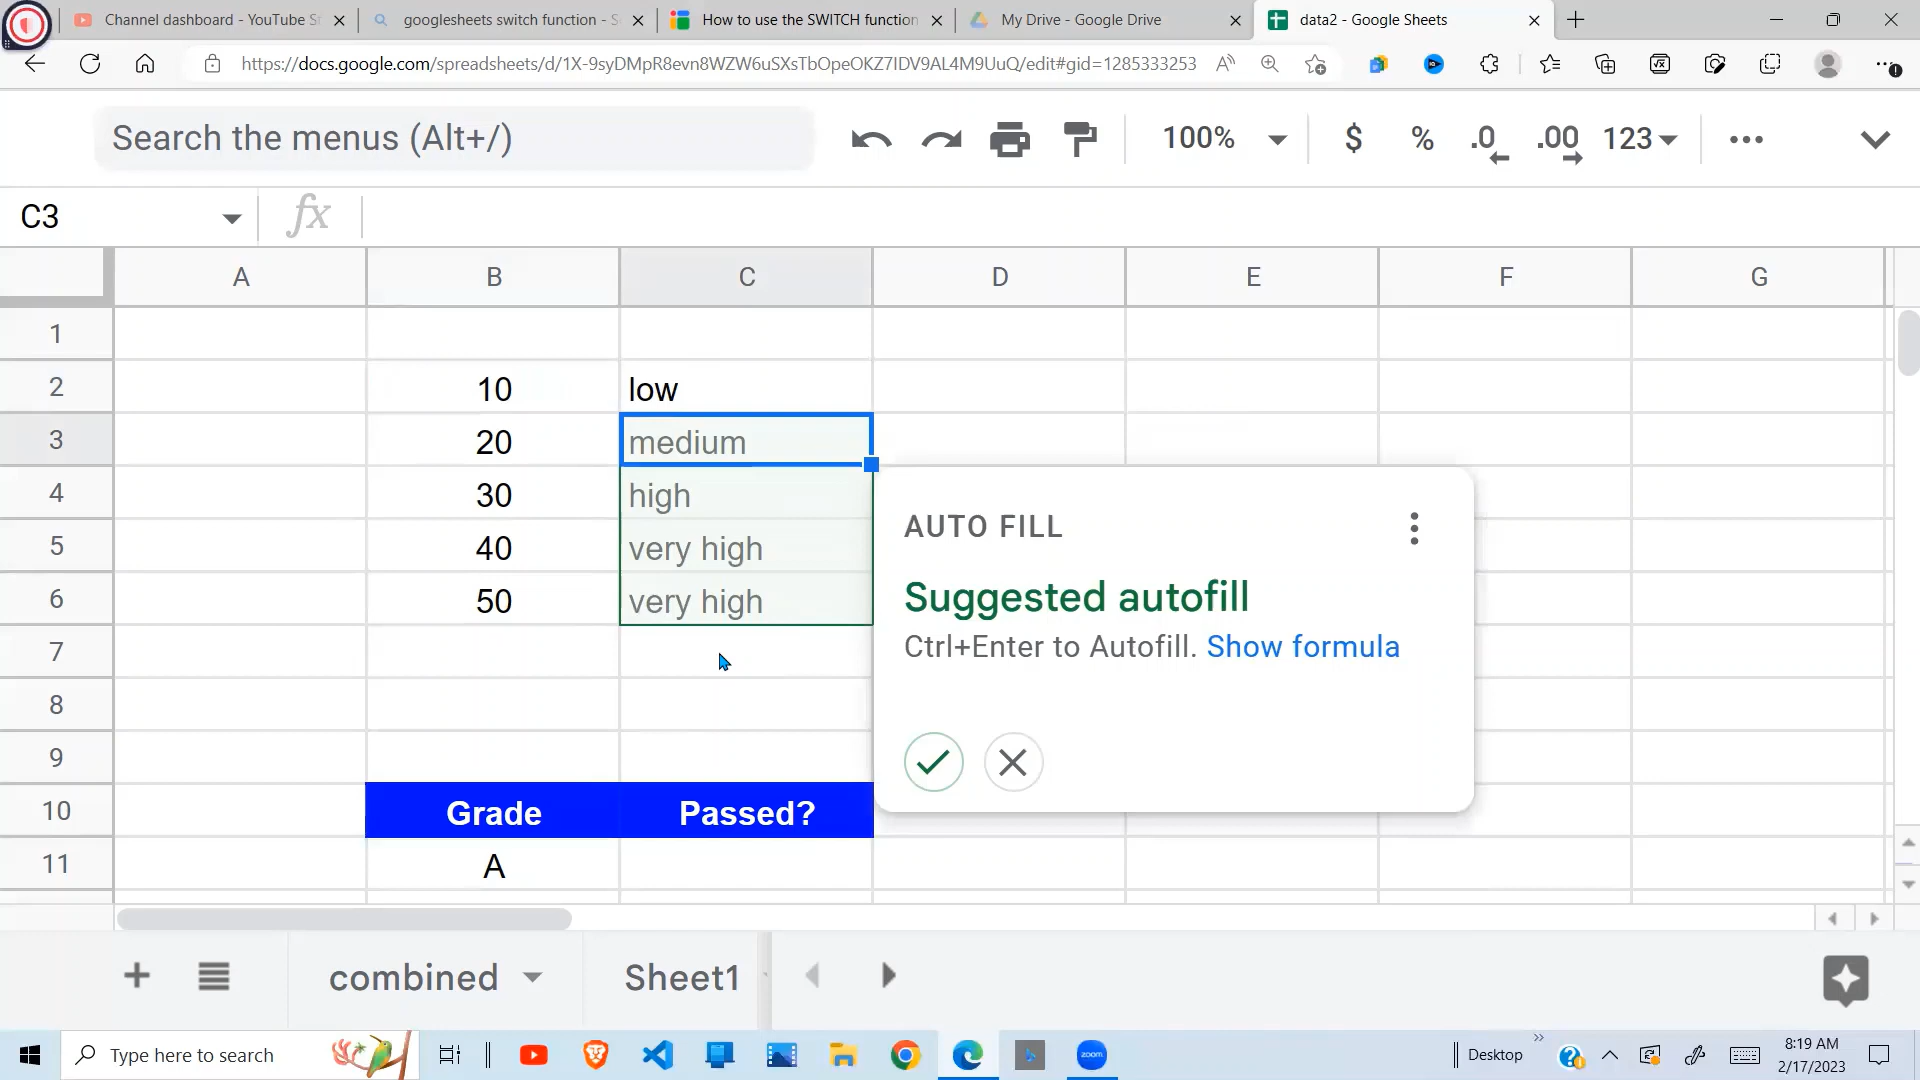 Channel dashboard - YouTube St
googlesheets switch function - S
How to use the SWITCH function
My Drive - Google Drive
data2 - Google Sheets
https://docs.google.com/spreadsheets/d/1X-9syDMpR8evn8WZW6uSXsTbOpeOKZ7IDV9AL4M9UuQ/edit#gid=1285333253
Search the menus (Alt+/)
100%
$
%
.0
.00
123
C3
fx
A B C D E F G
1
2 10 low
3 20 medium
4 30 high
5 40 very high
6 50 very high
7
8
9
10 Grade Passed?
11 A
AUTO FILL
Suggested autofill
Ctrl+Enter to Autofill. Show formula
combined
Sheet1
Type here to search
zoom
Desktop
8:19 AM
2/17/2023